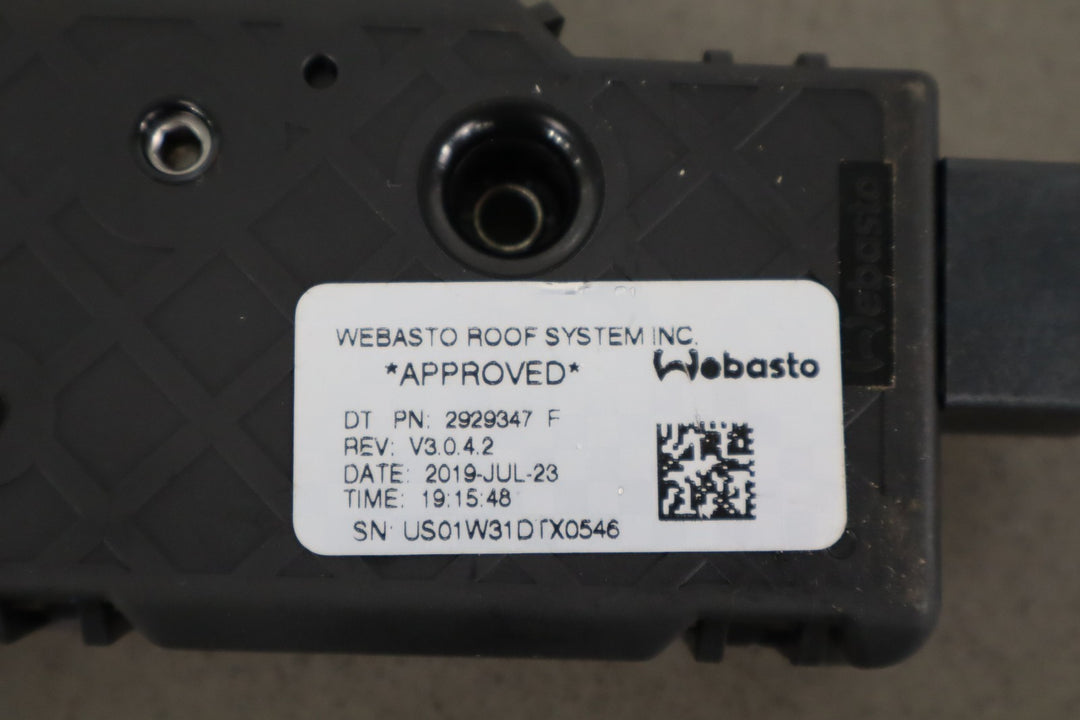 WEBASTO ROOF SYSTEM INC.
*APPROVED*
Webasto
DT PN: 2929347 F
REV: V3.0.4.2
DATE: 2019-JUL-23
TIME: 19:15:48
SN: US01W31DTX0546
Webasto